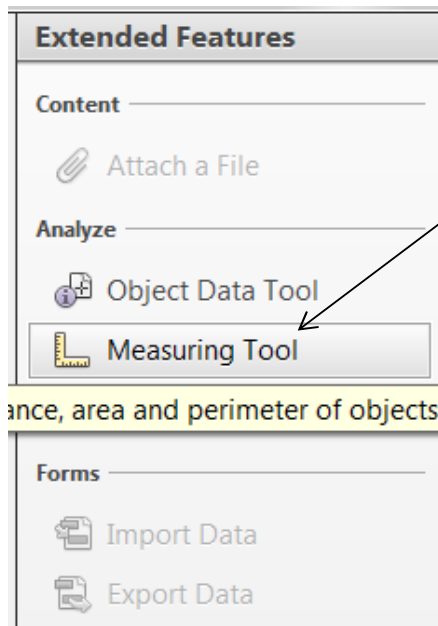 Extended Features
Content
Attach a File
Analyze
Object Data Tool
Measuring Tool
ance, area and perimeter of objects
Forms
Import Data
Export Data